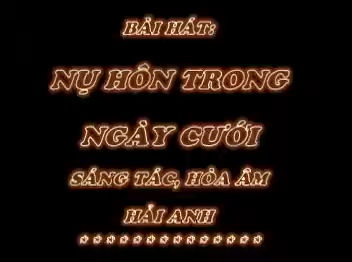 BÀI HÁT:
NỤ HÔN TRONG
NGÀY CƯỚI
SÁNG TÁC, HÒA ÂM
HẢI ANH